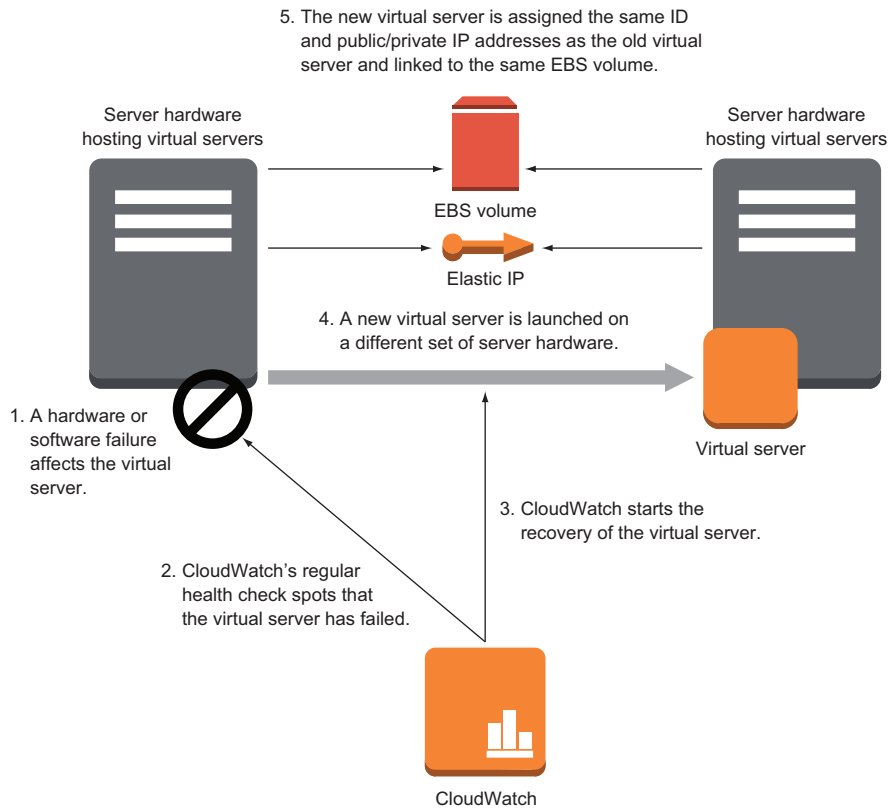 5. The new virtual server is assigned the same ID
and public/private IP addresses as the old virtual
server and linked to the same EBS volume.
Server hardware
hosting virtual servers
Server hardware
hosting virtual servers
EBS volume
Elastic IP
4. A new virtual server is launched on
a different set of server hardware.
1. A hardware or
software failure
affects the virtual
server.
Virtual server
3. CloudWatch starts the
recovery of the virtual server.
2. CloudWatch's regular
health check spots that
the virtual server has failed.
CloudWatch